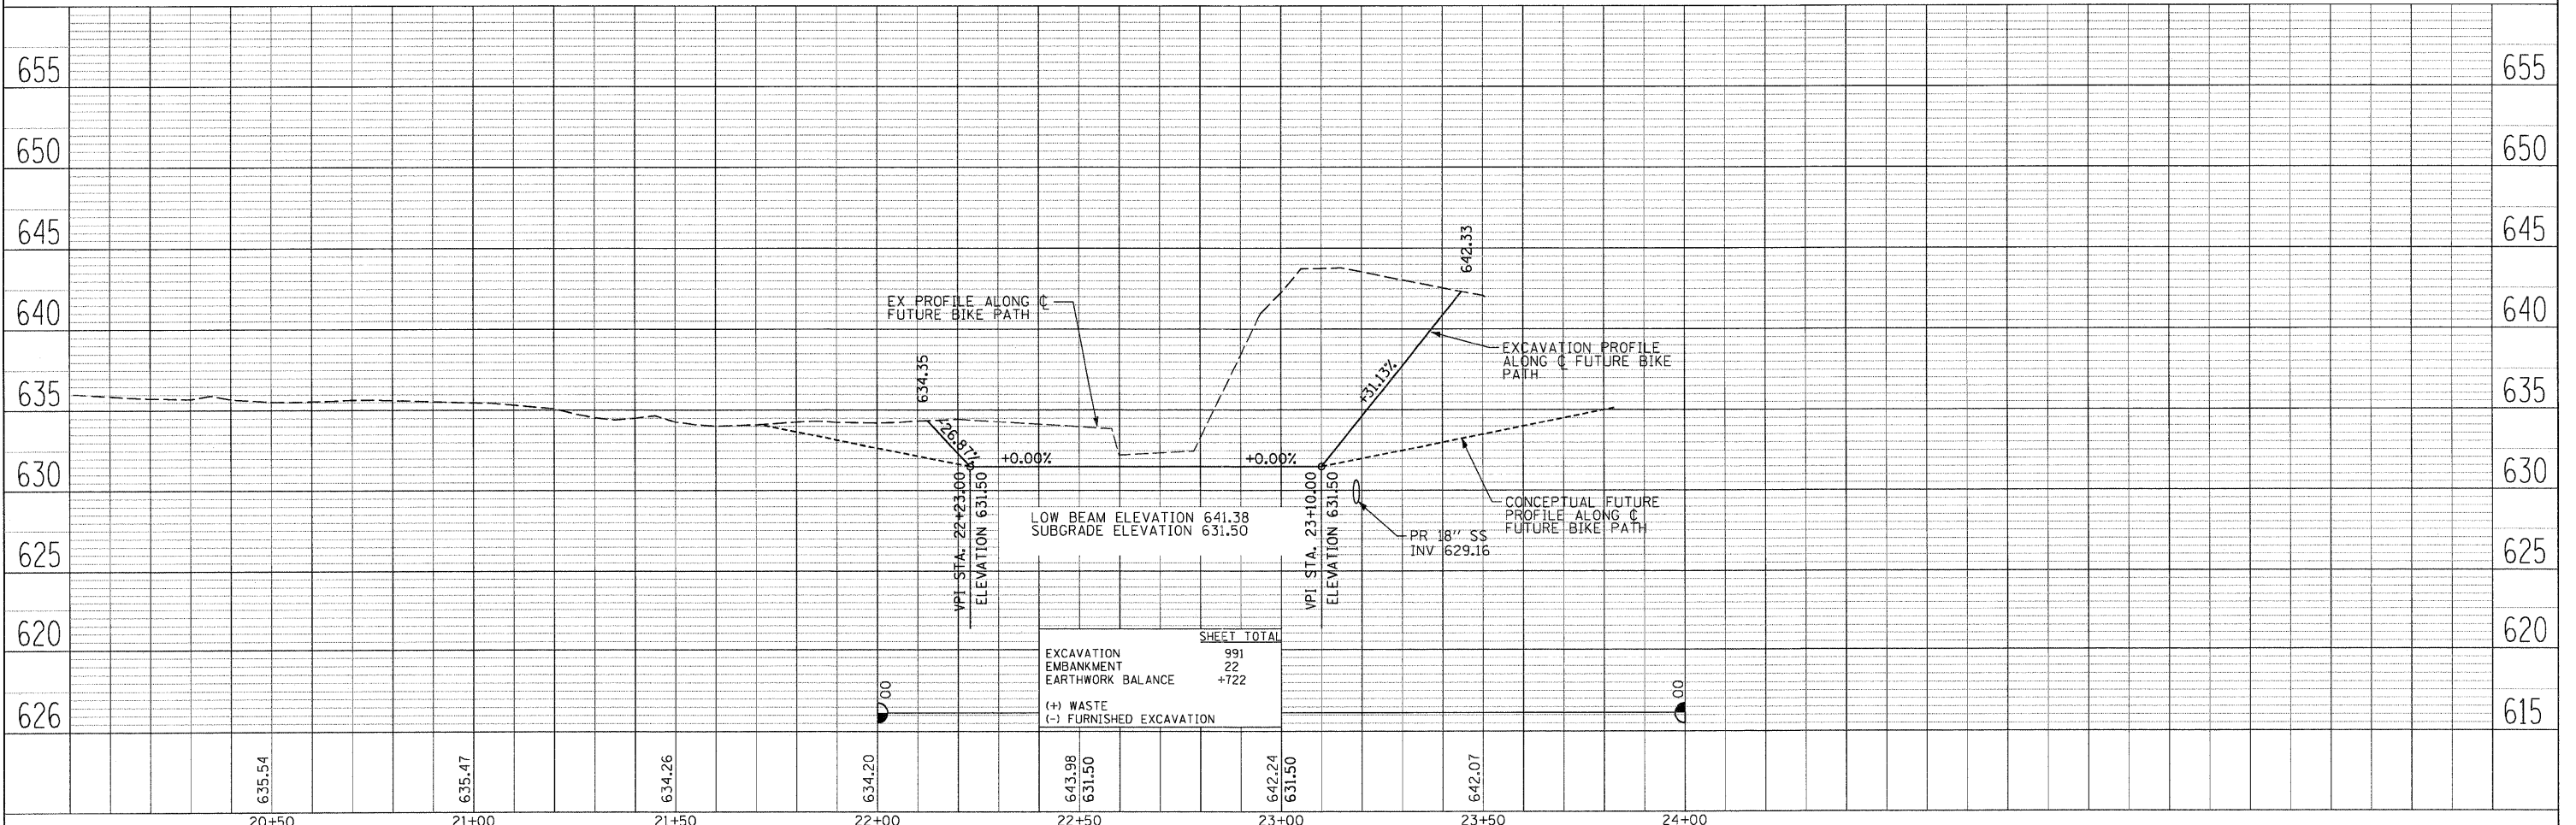 655
655
650
650
645
645
642.33
640
640
EX PROFILE ALONG ℄
FUTURE BIKE PATH
EXCAVATION PROFILE
ALONG ℄ FUTURE BIKE
PATH
+31.13%
634.35
635
635
-26.87%
+0.00%
+0.00%
630
630
VPI STA. 22+23.00
ELEVATION 631.50
LOW BEAM ELEVATION 641.38
SUBGRADE ELEVATION 631.50
VPI STA. 23+10.00
ELEVATION 631.50
CONCEPTUAL FUTURE
PROFILE ALONG ℄
FUTURE BIKE PATH
PR 18" SS
INV 629.16
625
625
620
620
SHEET TOTAL
EXCAVATION 991
EMBANKMENT 22
EARTHWORK BALANCE +722
(+) WASTE
(-) FURNISHED EXCAVATION
00
00
626
615
635.54
635.47
634.26
634.20
643.98
631.50
642.24
631.50
642.07
20+50
21+00
21+50
22+00
22+50
23+00
23+50
24+00